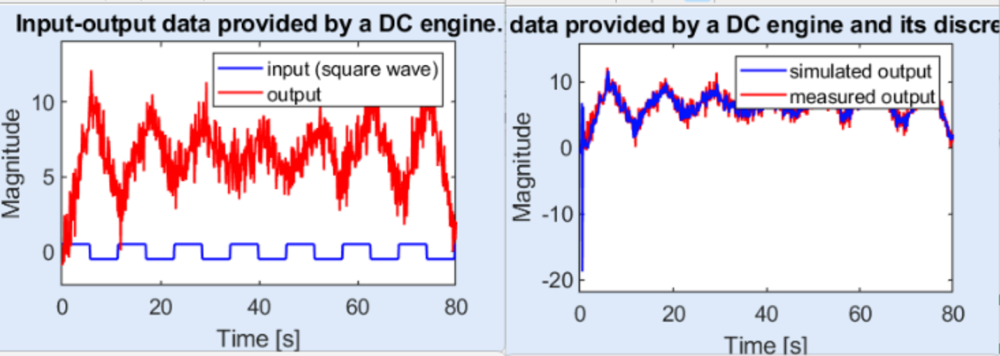 Input-output data provided by a DC engine.
input (square wave)
output
10
5
0
Magnitude
0 20 40 60 80
Time [s]
data provided by a DC engine and its discre
simulated output
measured output
10
0
-10
-20
Magnitude
0 20 40 60 80
Time [s]